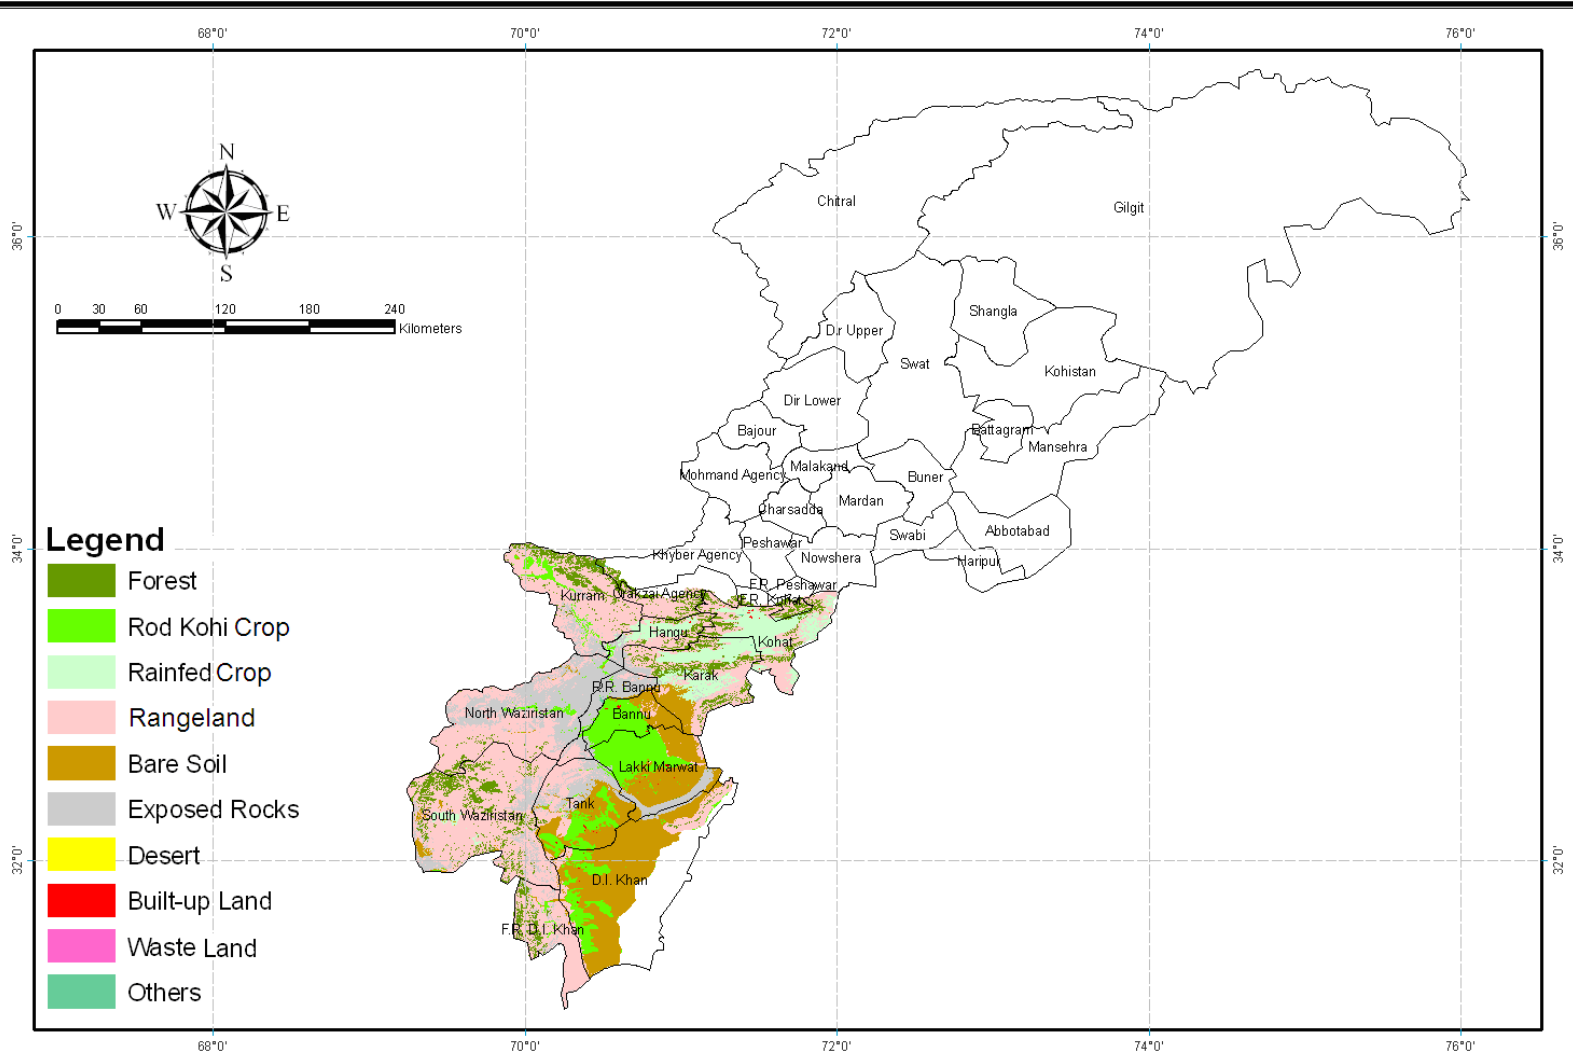 68°0' 70°0' 72°0' 74°0' 76°0'
N
W E
S
0 30 60 120 180 240
Kilometers
36°0' 36°0'
34°0' 34°0'
32°0' 32°0'
Chitral
Gilgit
Shangla
D.r Upper
Swat
Kohistan
Dir Lower
Bajour
Battagram
Mansehra
Malakand
Mohmand Agency
Buner
Mardan
Charsadda
Abbotabad
Swabi
Peshawar
Khyber Agency
Nowshera
Haripur
F.R. Peshawar
Kurram
Orakzai Agency
F.R. Kohat
Hangu
Kohat
Karak
F.R. Bannu
North Waziristan
Bannu
Lakki Marwat
Tank
South Waziristan
D.I. Khan
F.R. D.I. Khan
Legend
Forest
Rod Kohi Crop
Rainfed Crop
Rangeland
Bare Soil
Exposed Rocks
Desert
Built-up Land
Waste Land
Others
68°0' 70°0' 72°0' 74°0' 76°0'